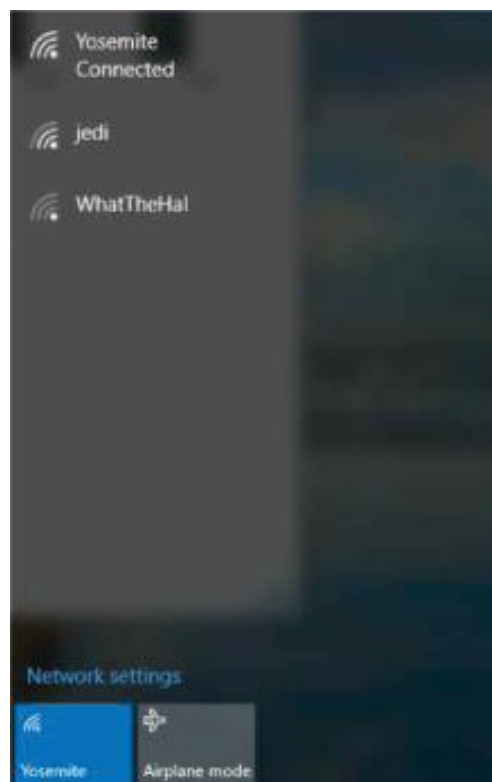 Yosemite
Connected
jedi
WhatTheHal
Network settings
Yosemite
Airplane mode